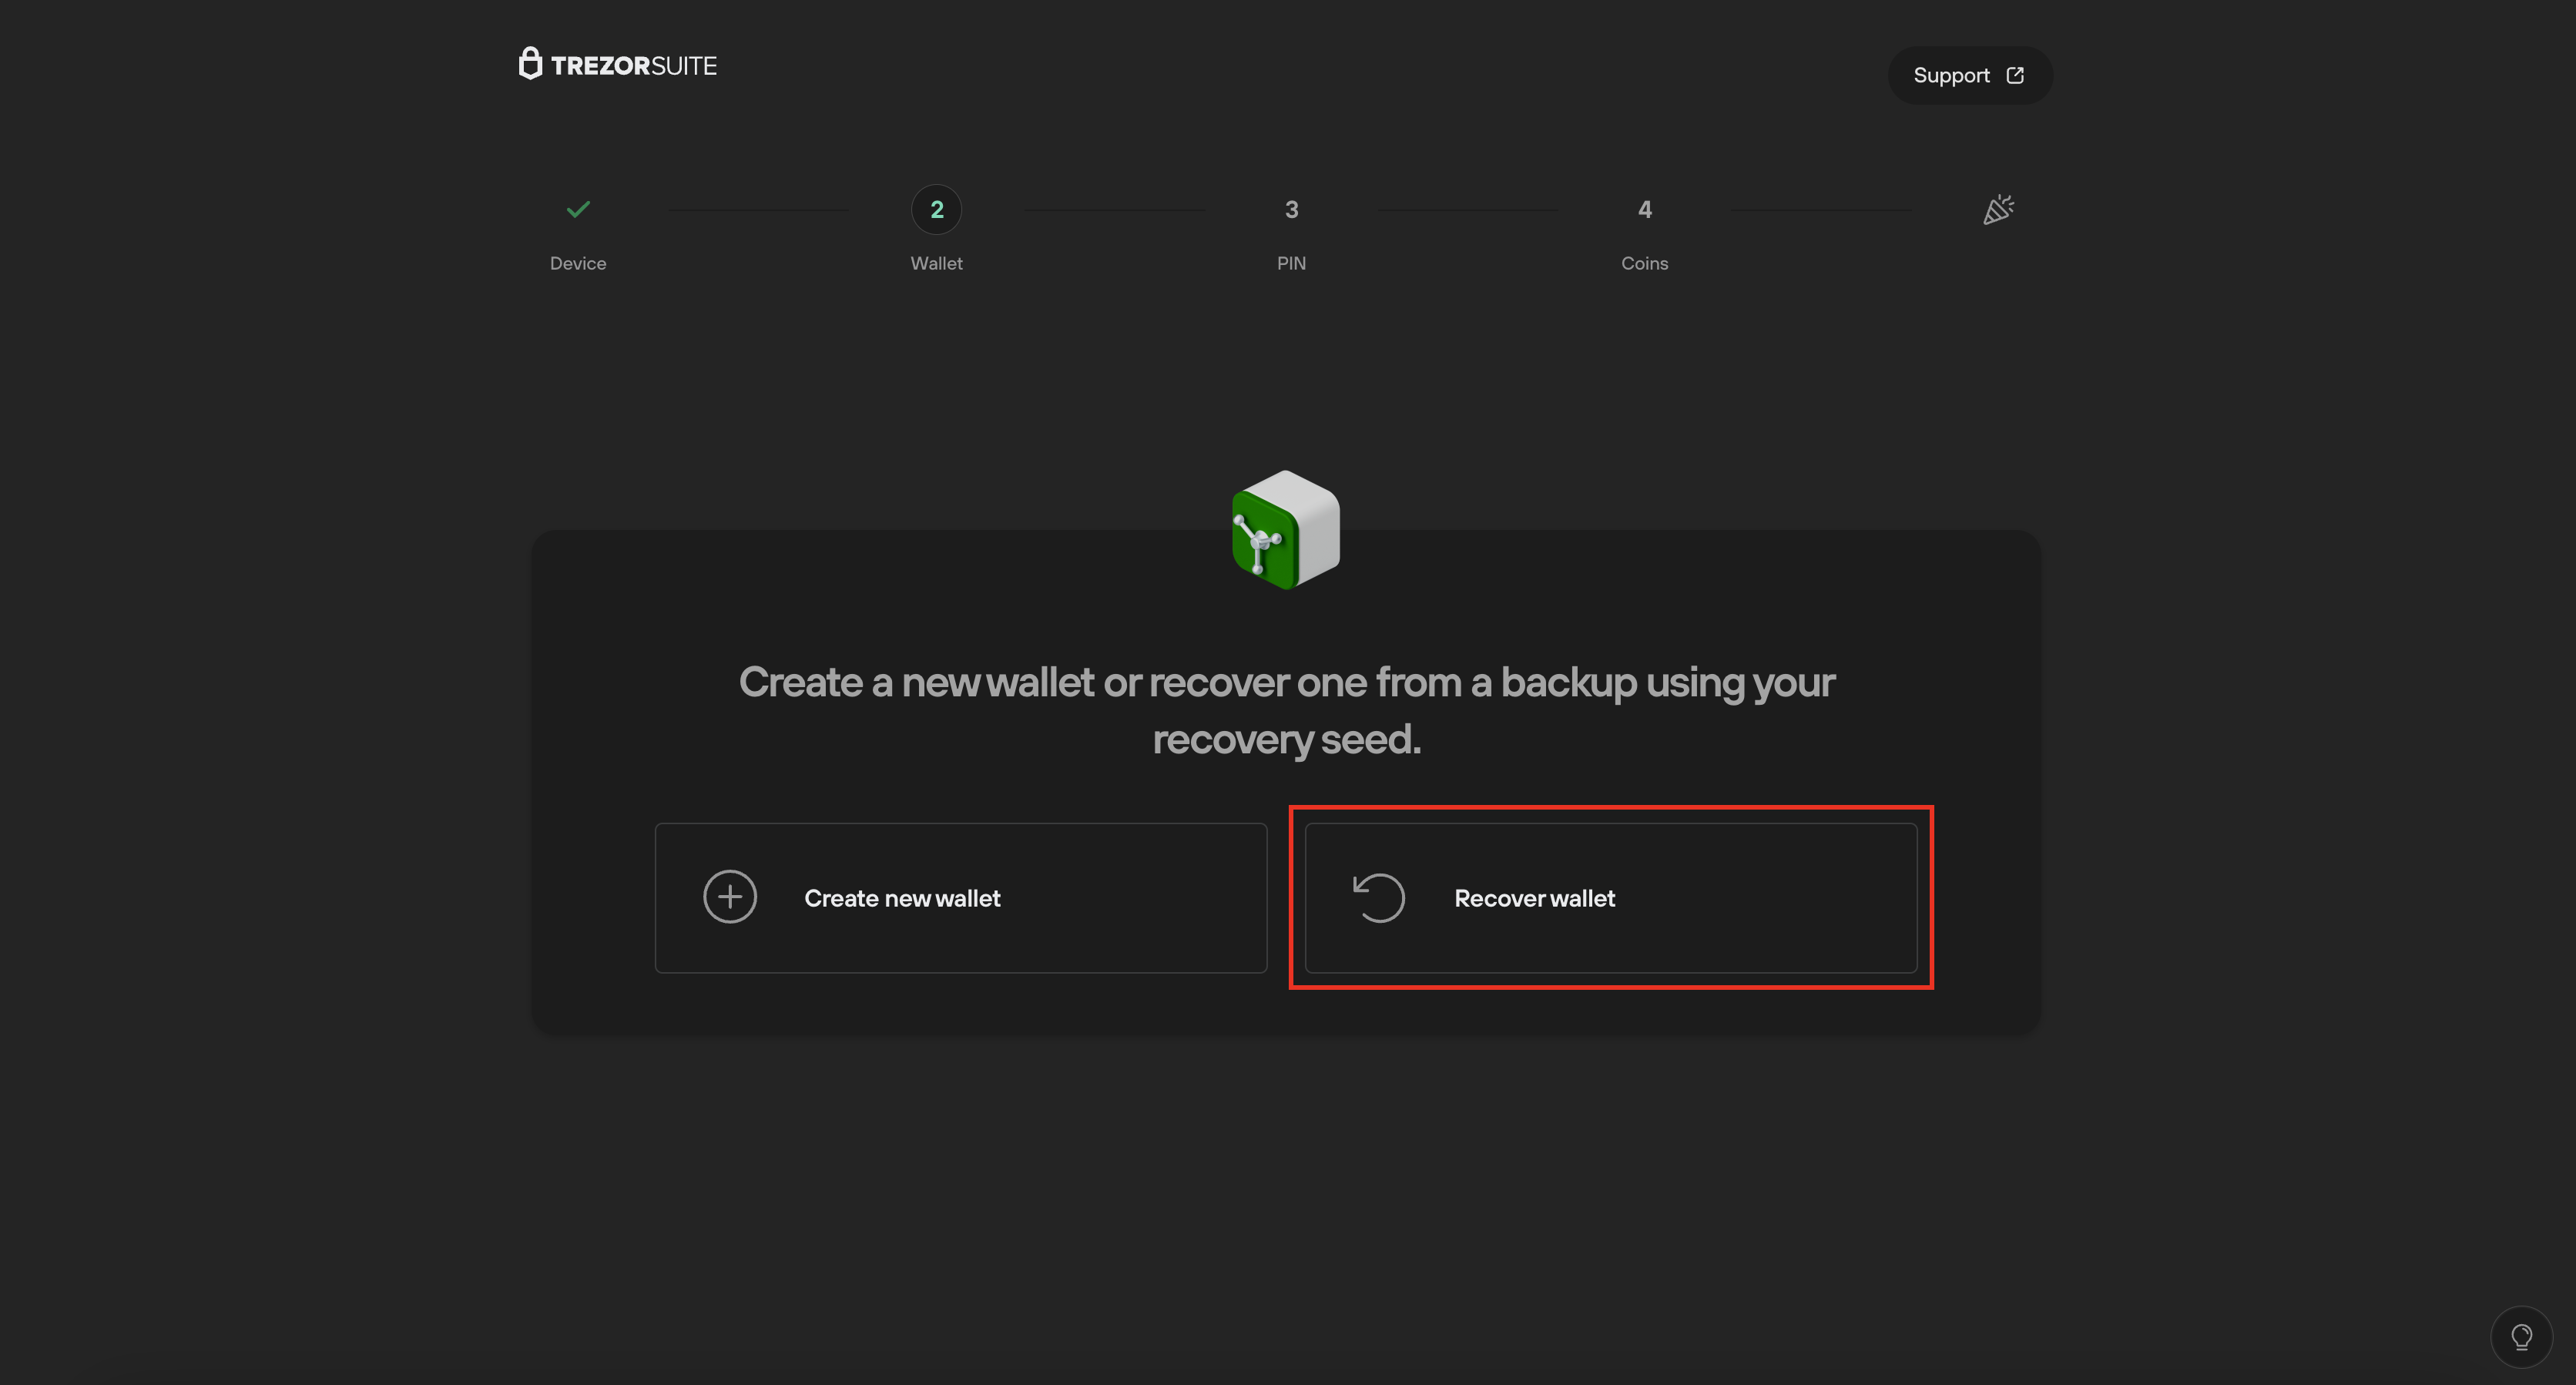 TREZORSUITE
Support
2
3
4
Device
Wallet
PIN
Coins
Create a new wallet or recover one from a backup using your
recovery seed.
Create new wallet
Recover wallet